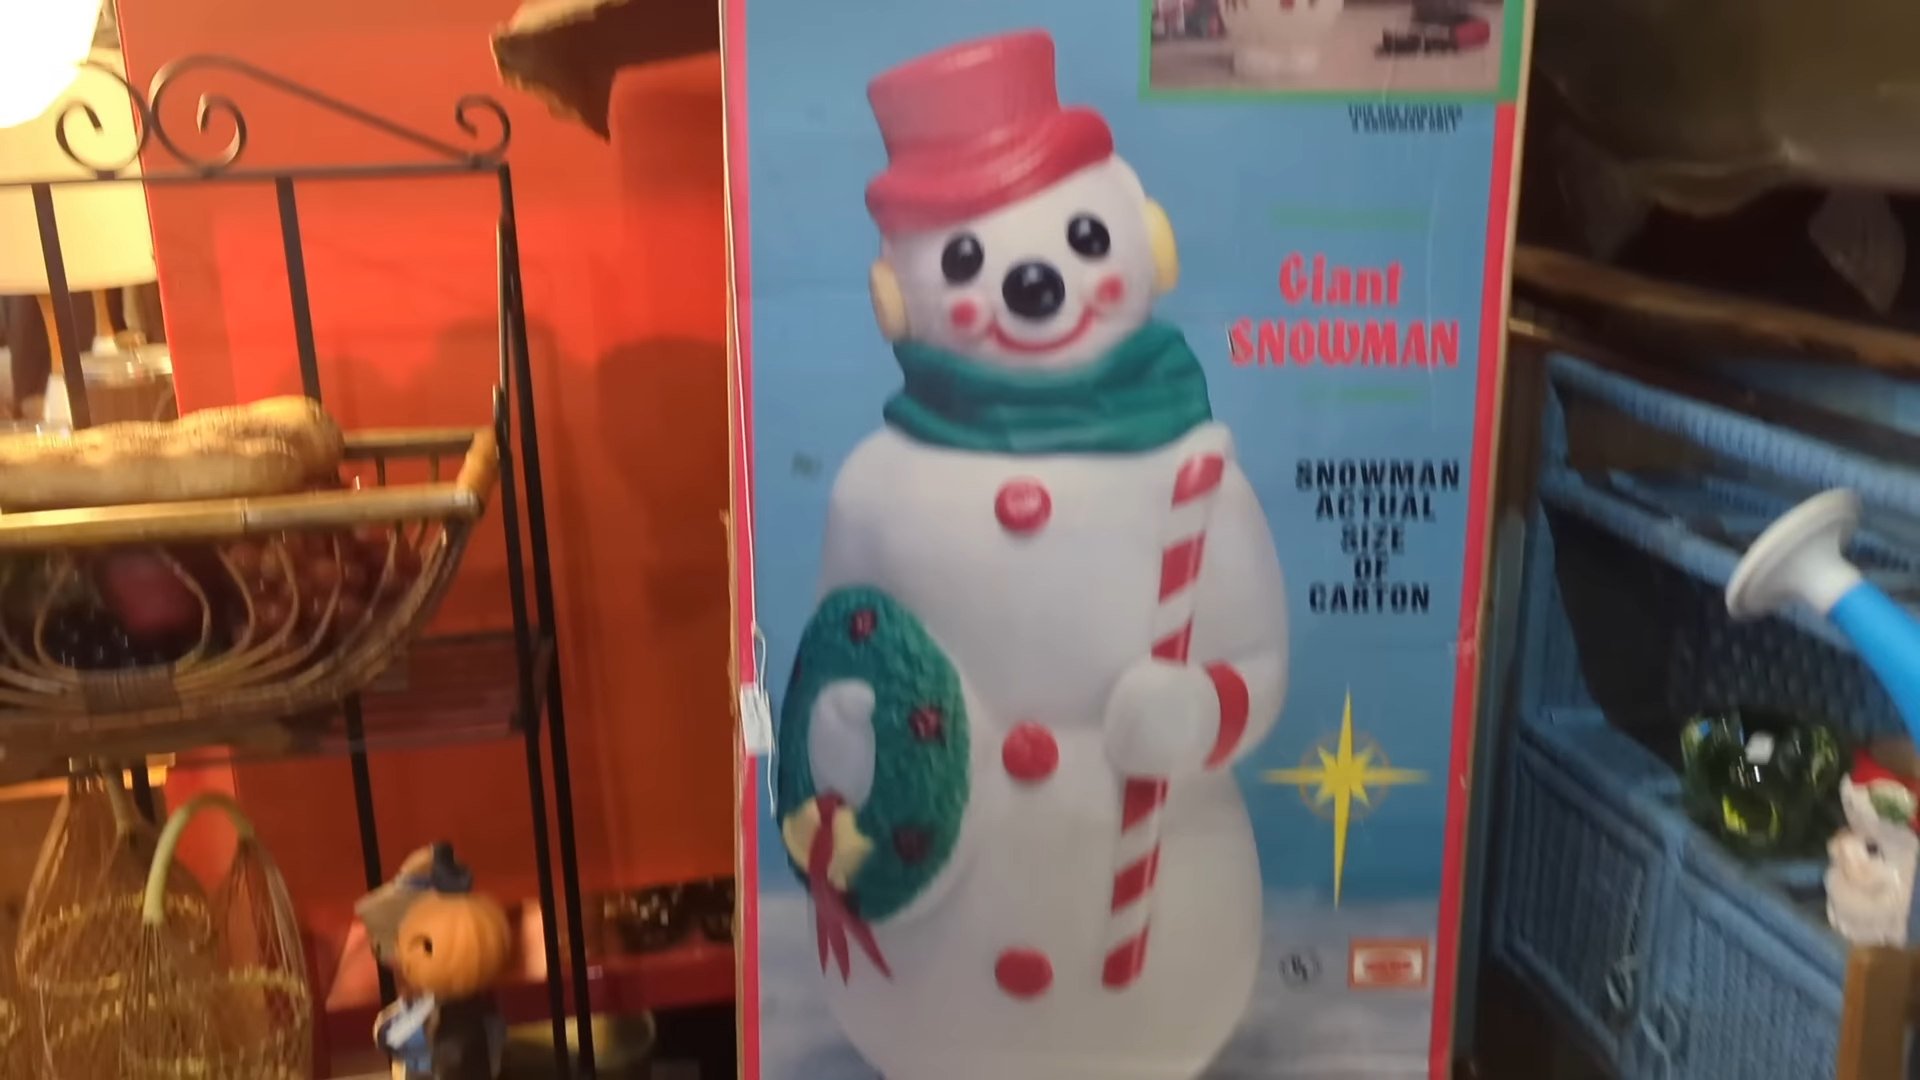 Giant
SNOWMAN
SNOWMAN
ACTUAL
SIZE
OF
CARTON